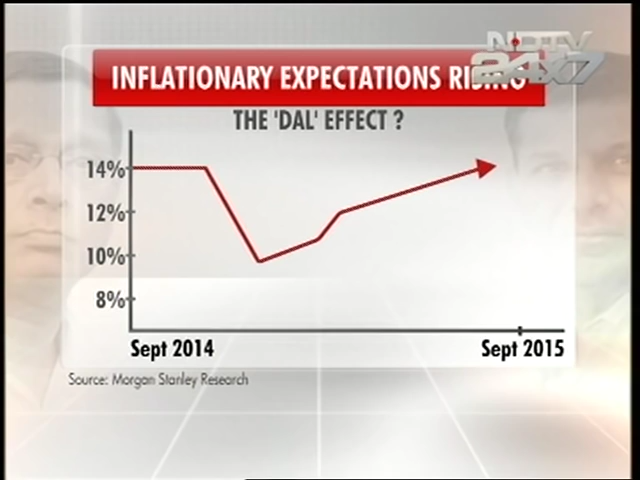 NDTV
24x7
INFLATIONARY EXPECTATIONS RISING
THE 'DAL' EFFECT ?
14%
12%
10%
8%
Sept 2014
Sept 2015
Source: Morgan Stanley Research